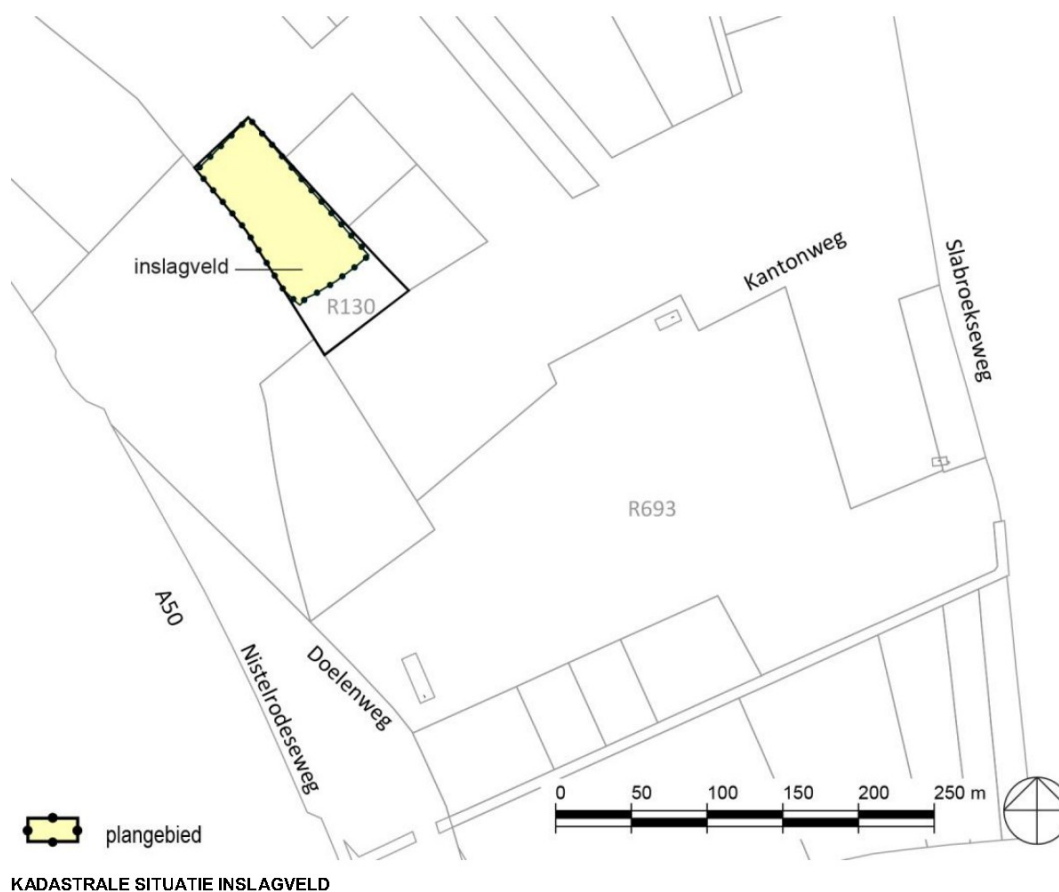 Kantonweg
Slabroekseweg
inslagveld
R130
R693
A50
Nistelrodeseweg
Doelenweg
0 50 100 150 200 250 m
plangebied
KADASTRALE SITUATIE INSLAGVELD